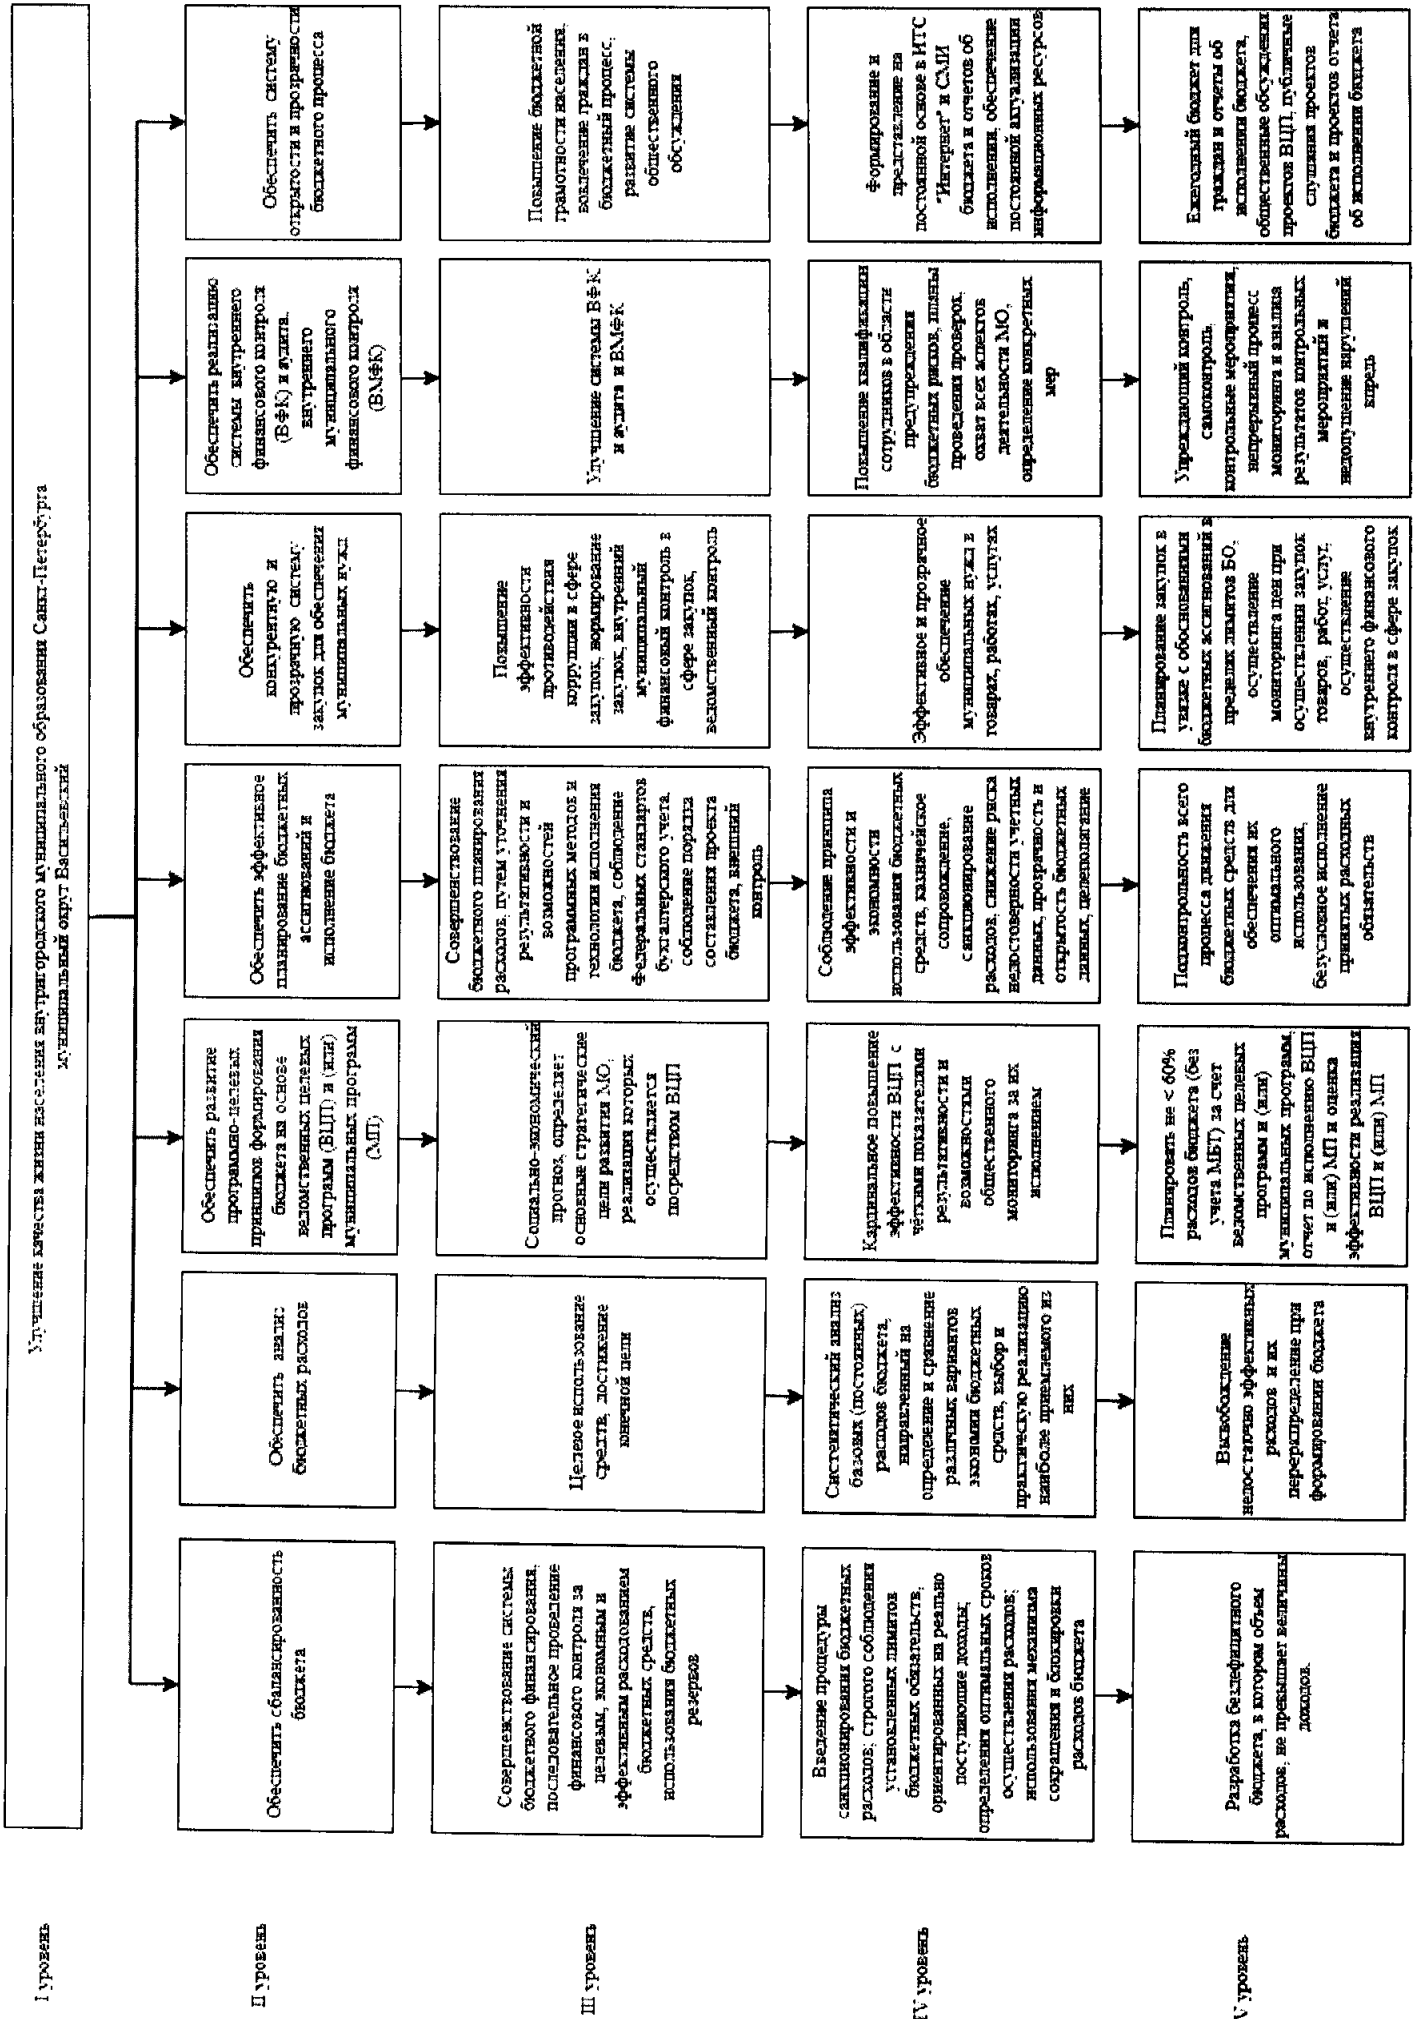 I уровень
Улучшение качества жизни населения внутригородского муниципального образования Санкт-Петербурга
муниципальный округ Васильевский
II уровень
Обеспечить сбалансированность
бюджета
Обеспечить анализ
бюджетных расходов
Обеспечить развитие
программно-целевых
принципов формирования
бюджета на основе
ведомственных целевых
программ (ВЦП) и (или)
муниципальных программ
(МП)
Обеспечить эффективное
планирование бюджетных
ассигнований и
исполнение бюджета
Обеспечить
конкурентную и
прозрачную систему
закупок для обеспечения
муниципальных нужд
Обеспечить реализацию
системы внутреннего
финансового контроля
(ВФК) и аудита,
внутреннего
муниципального
финансового контроля
(ВМФК)
Обеспечить систему
открытости и прозрачности
бюджетного процесса
III уровень
Совершенствование системы
бюджетного финансирования,
последовательное проведение
финансового контроля за
целевым, экономным и
эффективным расходованием
бюджетных средств,
использования бюджетных
резервов
Целевое использование
средств, достижение
конечной цели
Социально-экономический
прогноз, определяет
основные стратегические
цели развития МО,
реализация которых
осуществляется
посредством ВЦП
Совершенствование
бюджетного планирования
расходов, путем уточнения
результативности и
возможностей
программных методов и
технологии исполнения
бюджета, соблюдение
Федеральных стандартов
бухгалтерского учета,
соблюдение порядка
составления проекта
бюджета, внешний
контроль
Повышение
эффективности
противодействия
коррупции в сфере
закупок, нормирование
закупок, внутренний
муниципальный
финансовый контроль в
сфере закупок,
ведомственный контроль
Улучшение системы ВФК
и аудита и ВМФК
Повышение бюджетной
грамотности населения,
вовлечение граждан в
бюджетный процесс,
развитие системы
общественного
обсуждения
IV уровень
Введение процедуры
санкционирования бюджетных
расходов; строгого соблюдения
установленных лимитов
бюджетных обязательств,
ориентированных на реально
поступающие доходы;
определения оптимальных сроков
осуществления расходов;
использования механизма
сокращения и блокировки
расходов бюджета
Систематический анализ
базовых (постоянных)
расходов бюджета,
направленный на
определение и сравнение
различных вариантов
экономии бюджетных
средств, выбор и
практическую реализацию
наиболее приемлемого из
них
Кардинальное повышение
эффективности ВЦП с
чёткими показателями
результативности и
возможностями
общественного
мониторинга за их
исполнением
Соблюдение принципа
эффективности и
экономности
использования бюджетных
средств, казначейское
сопровождение,
санкционирование
расходов, снижение риска
недостоверности учетных
данных, прозрачность и
открытость бюджетных
данных, целеполагание
Эффективное и прозрачное
обеспечение
муниципальных нужд в
товарах, работах, услугах
Повышение квалификации
сотрудников в области
предупреждения
бюджетных рисков, планы
проведения проверок,
охват всех аспектов
деятельности МО,
определение конкретных
мер
Формирование и
представление на
постоянной основе в ИТС
"Интернет" и СМИ
бюджета и отчетов об
исполнении, обеспечение
постоянной актуализации
информационных ресурсов
V уровень
Разработка бездефицитного
бюджета, в котором объем
расходов, не превышает величины
доходов.
Высвобождение
недостаточно эффективных
расходов и их
перераспределение при
формировании бюджета
Планировать не < 60%
расходов бюджета (без
учета МБТ) за счет
ведомственных целевых
программ и (или)
муниципальных программ,
отчет по исполнению ВЦП
и (или) МП и оценка
эффективности реализации
ВЦП и (или) МП
Подконтрольность всего
процесса движения
бюджетных средств для
обеспечения их
оптимального
использования,
безусловное исполнение
принятых расходных
обязательств
Планирование закупок в
увязке с обоснованиями
бюджетных ассигнований в
пределах лимитов БО,
осуществление
мониторинга цен при
осуществлении закупок
товаров, работ, услуг,
осуществление
внутреннего финансового
контроля в сфере закупок
Упреждающий контроль,
самоконтроль,
контрольные мероприятия,
непрерывный процесс
мониторинга и анализа
результатов контрольных
мероприятий и
недопущение нарушений
впредь
Ежегодный бюджет для
граждан и отчеты об
исполнении бюджета,
общественные обсуждения
проектов ВЦП, публичные
слушания проектов
бюджета и проектов отчета
об исполнении бюджета